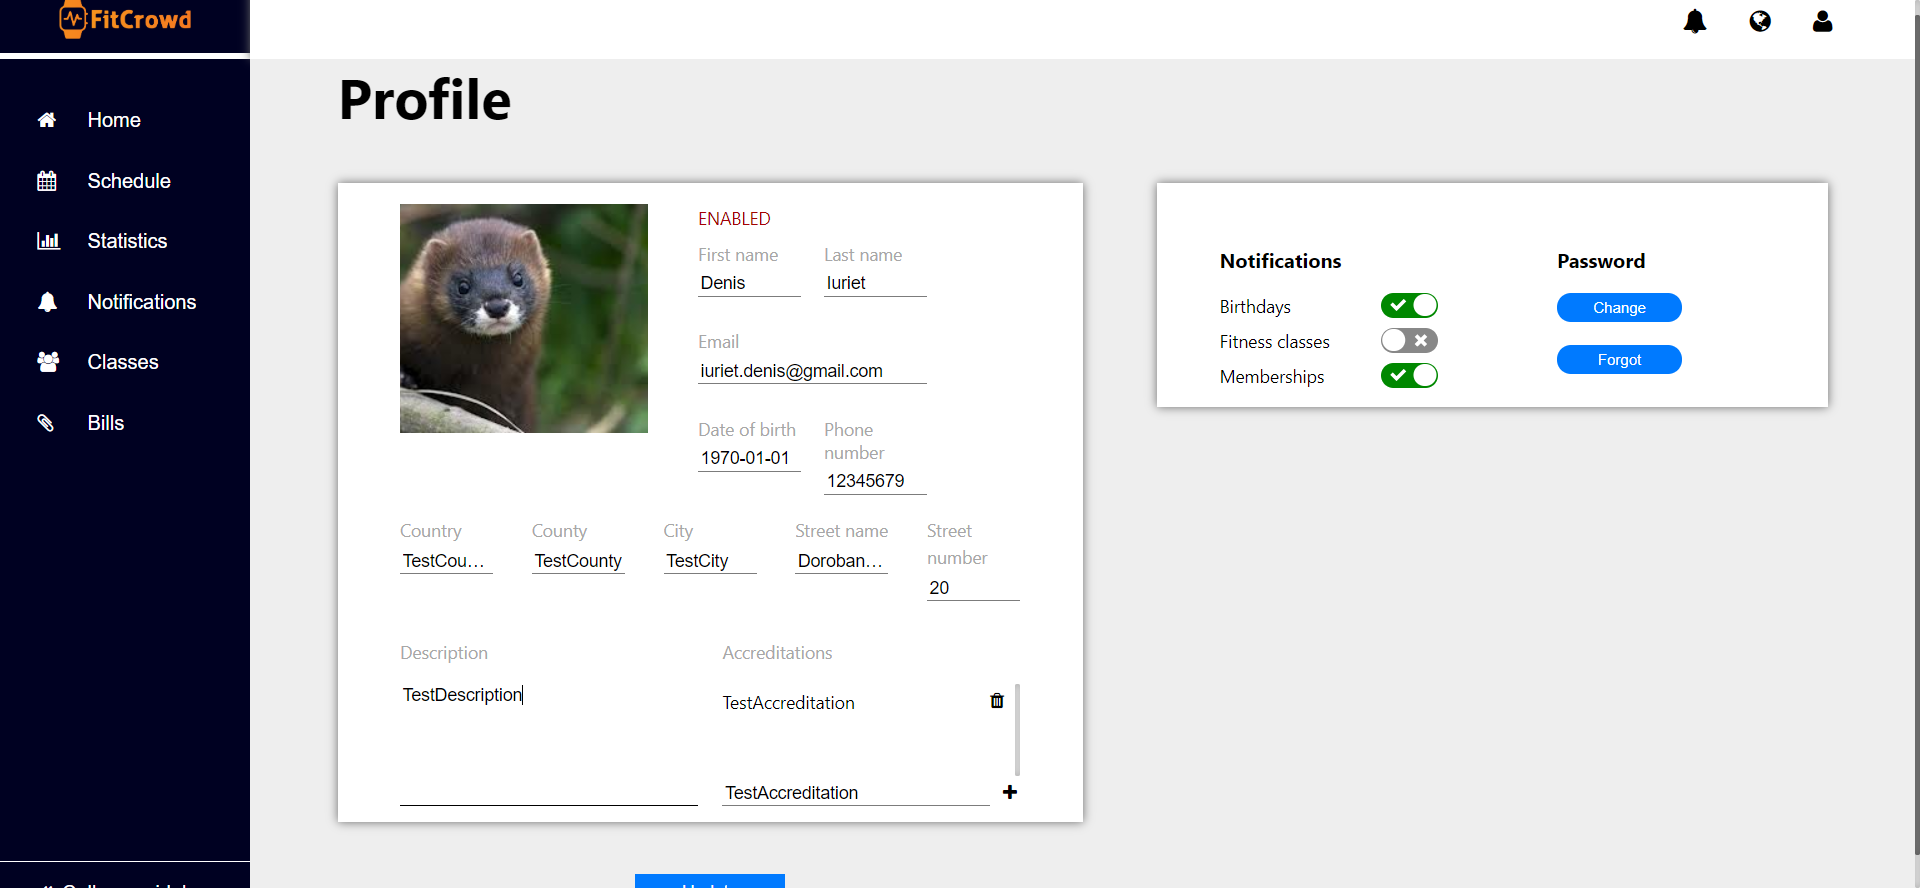 FitCrowd
Home
Schedule
Statistics
Notifications
Classes
Bills
Profile
ENABLED
First name Last name
Denis Iuriet
Email
iuriet.denis@gmail.com
Date of birth Phone number
1970-01-01 12345679
Country County City Street name Street number
TestCou... TestCounty TestCity Doroban... 20
Description Accreditations
TestDescription TestAccreditation
TestAccreditation
Notifications Password
Birthdays Change
Fitness classes
Memberships Forgot